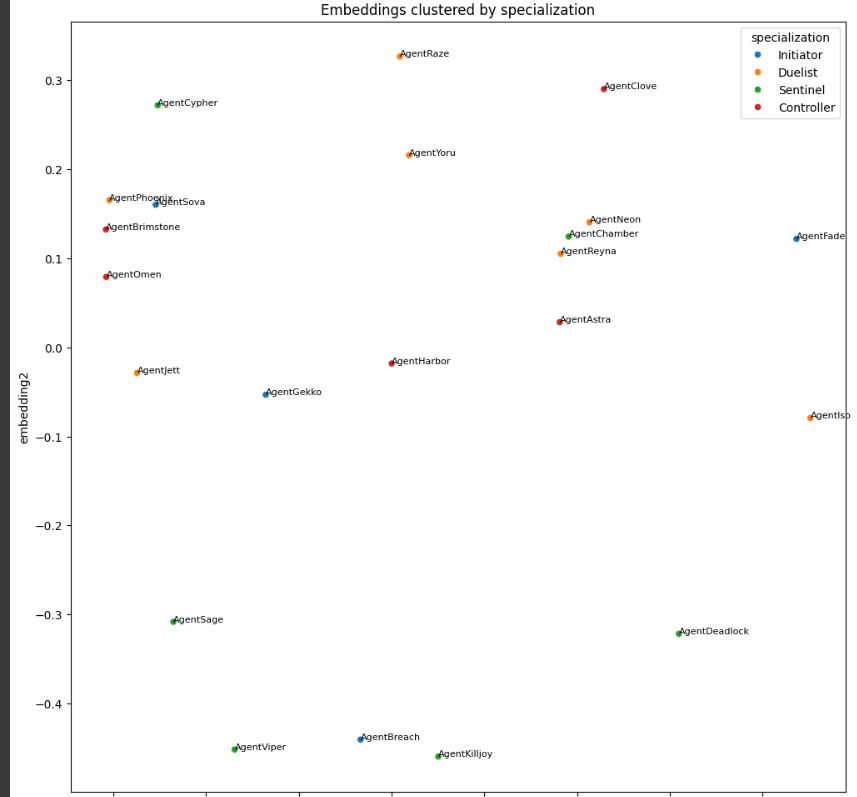 Embeddings clustered by specialization
specialization
Initiator
Duelist
Sentinel
Controller
embedding2
0.3
0.2
0.1
0.0
−0.1
−0.2
−0.3
−0.4
AgentRaze
AgentClove
AgentCypher
AgentYoru
AgentPhoenix
AgentSova
AgentBrimstone
AgentNeon
AgentChamber
AgentFade
AgentReyna
AgentOmen
AgentAstra
AgentHarbor
AgentJett
AgentGekko
AgentIso
AgentSage
AgentDeadlock
AgentBreach
AgentViper
AgentKilljoy